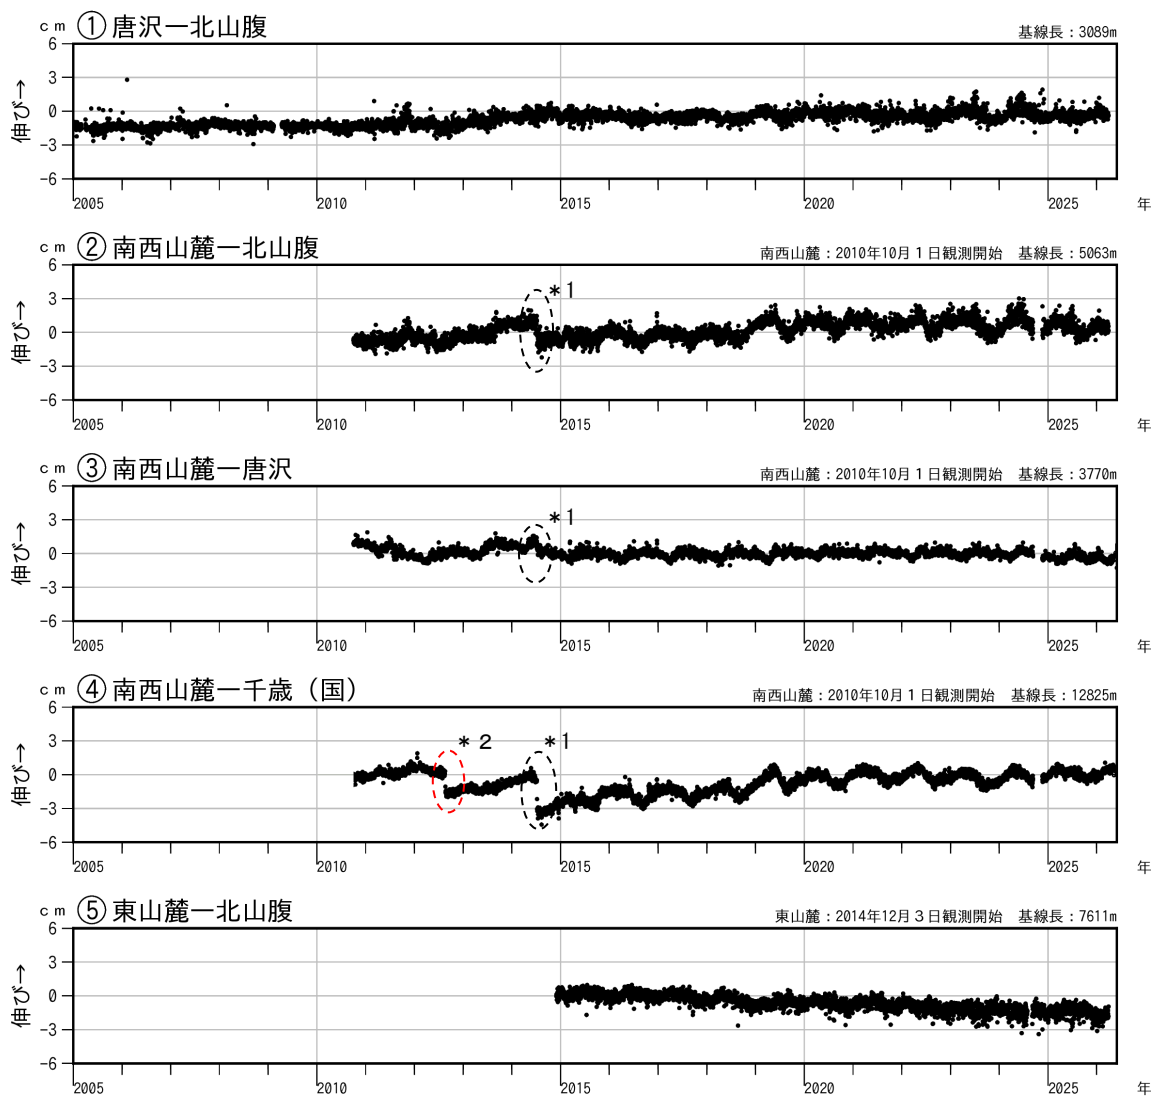 ｃｍ ①唐沢－北山腹 基線長：3089m
6
3
0
-3
-6
伸び→
2005 2010 2015 2020 2025 年
ｃｍ ②南西山麓－北山腹 南西山麓：2010年10月１日観測開始 基線長：5063m
6
3
0
-3
-6
伸び→
＊1
2005 2010 2015 2020 2025 年
ｃｍ ③南西山麓－唐沢 南西山麓：2010年10月１日観測開始 基線長：3770m
6
3
0
-3
-6
伸び→
＊1
2005 2010 2015 2020 2025 年
ｃｍ ④南西山麓－千歳（国） 南西山麓：2010年10月１日観測開始 基線長：12825m
6
3
0
-3
-6
伸び→
＊２ ＊1
2005 2010 2015 2020 2025 年
ｃｍ ⑤東山麓－北山腹 東山麓：2014年12月３日観測開始 基線長：7611m
6
3
0
-3
-6
伸び→
2005 2010 2015 2020 2025 年